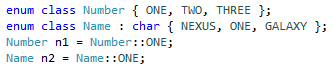 enum class Number { ONE, TWO, THREE };
enum class Name : char { NEXUS, ONE, GALAXY };
Number n1 = Number::ONE;
Name n2 = Name::ONE;